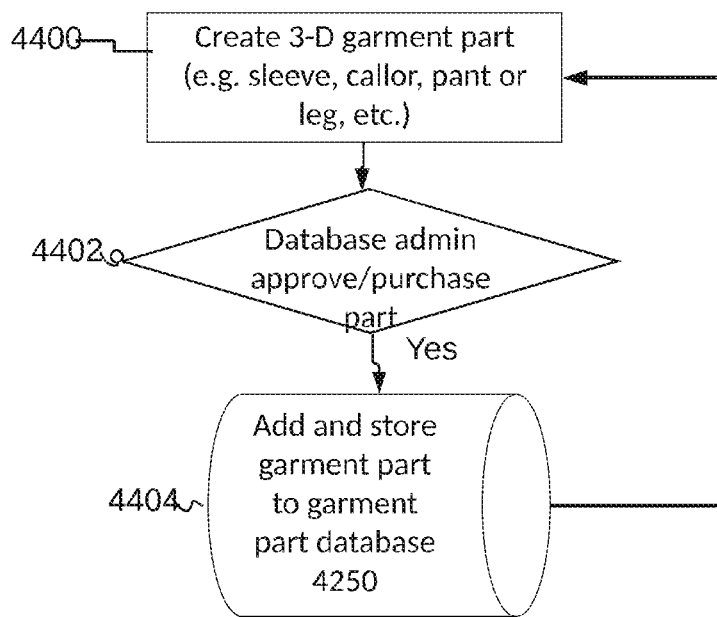 4400
Create 3-D garment part
(e.g. sleeve, callor, pant or
leg, etc.)
4402
Database admin
approve/purchase
part
Yes
Add and store
garment part
4404
to garment
part database
4250